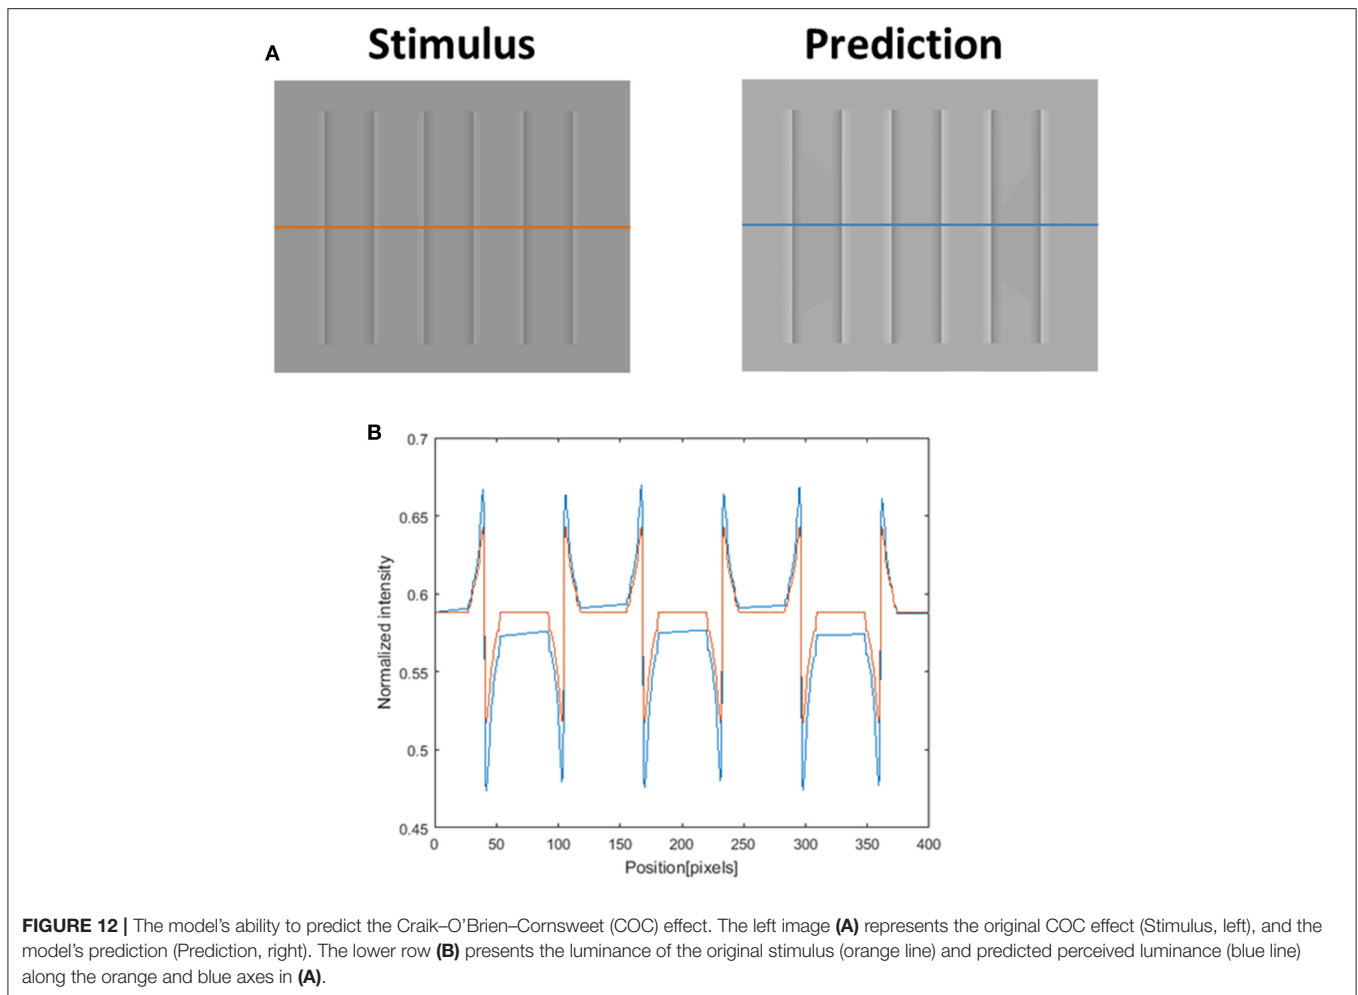 Stimulus
Prediction
A
B
0.7
0.65
0.6
0.55
0.5
0.45
Normalized intensity
0
50
100
150
200
250
300
350
400
Position[pixels]
FIGURE 12 | The model’s ability to predict the Craik–O’Brien–Cornsweet (COC) effect. The left image (A) represents the original COC effect (Stimulus, left), and the
model’s prediction (Prediction, right). The lower row (B) presents the luminance of the original stimulus (orange line) and predicted perceived luminance (blue line)
along the orange and blue axes in (A).